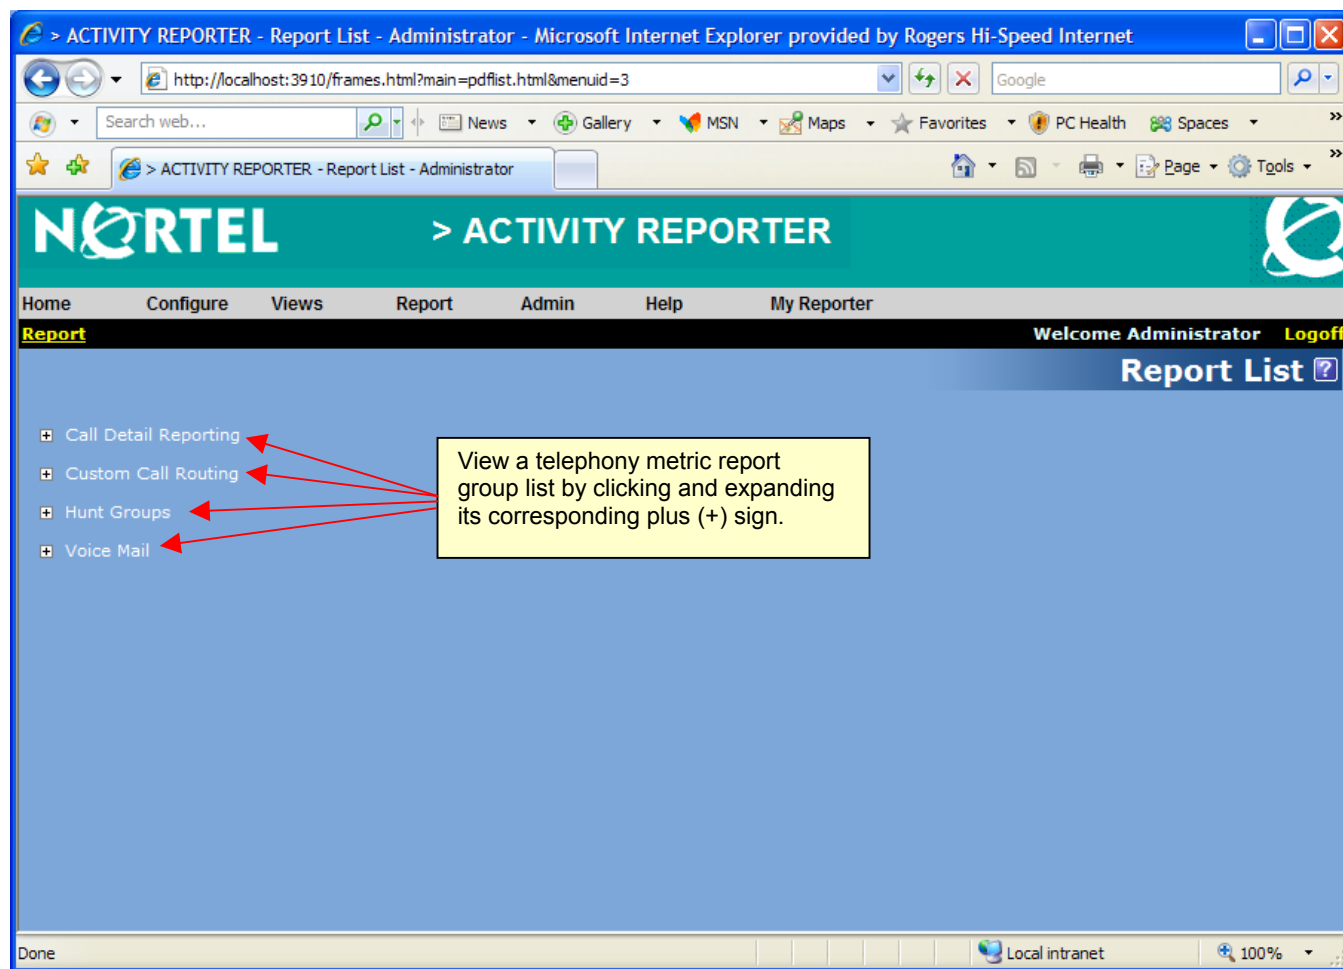 > ACTIVITY REPORTER - Report List - Administrator - Microsoft Internet Explorer provided by Rogers Hi-Speed Internet
http://localhost:3910/frames.html?main=pdflist.html&menuid=3
Google
Search web...
News
Gallery
MSN
Maps
Favorites
PC Health
Spaces
»
> ACTIVITY REPORTER - Report List - Administrator
Page
Tools
»
NORTEL
> ACTIVITY REPORTER
Home Configure Views Report Admin Help My Reporter
Report
Welcome Administrator Logoff
Report List ?
Call Detail Reporting
Custom Call Routing
Hunt Groups
Voice Mail
View a telephony metric report
group list by clicking and expanding
its corresponding plus (+) sign.
Done
Local intranet
100%